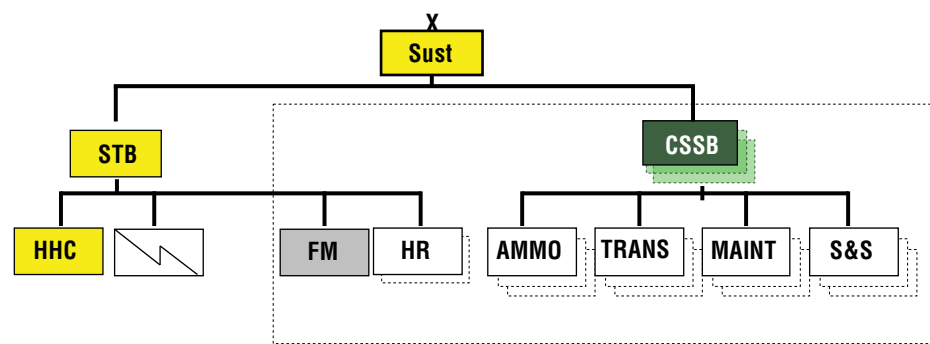 X
Sust
STB
CSSB
HHC
FM
HR
AMMO
TRANS
MAINT
S&S